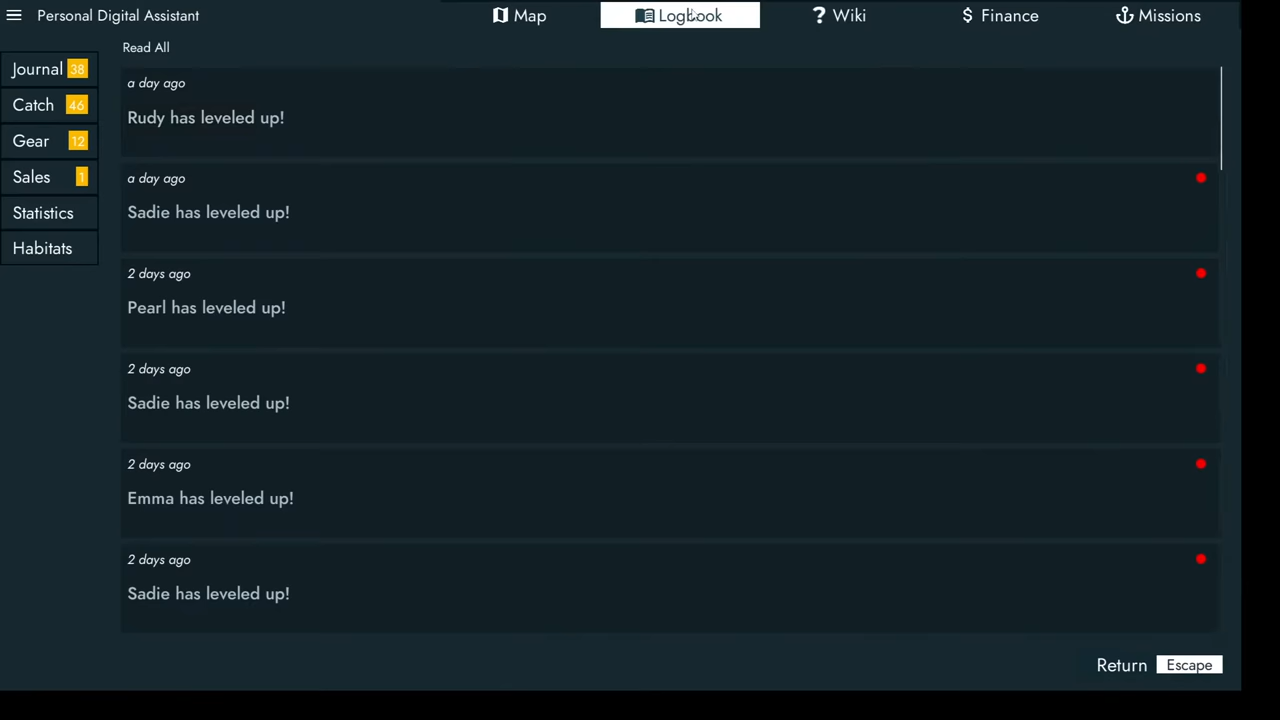 Personal Digital Assistant
Map
Logbook
? Wiki
$ Finance
Missions
Read All
Journal 38
Catch 46
Gear 12
Sales 1
Statistics
Habitats
a day ago
Rudy has leveled up!
a day ago
Sadie has leveled up!
2 days ago
Pearl has leveled up!
2 days ago
Sadie has leveled up!
2 days ago
Emma has leveled up!
2 days ago
Sadie has leveled up!
Return Escape